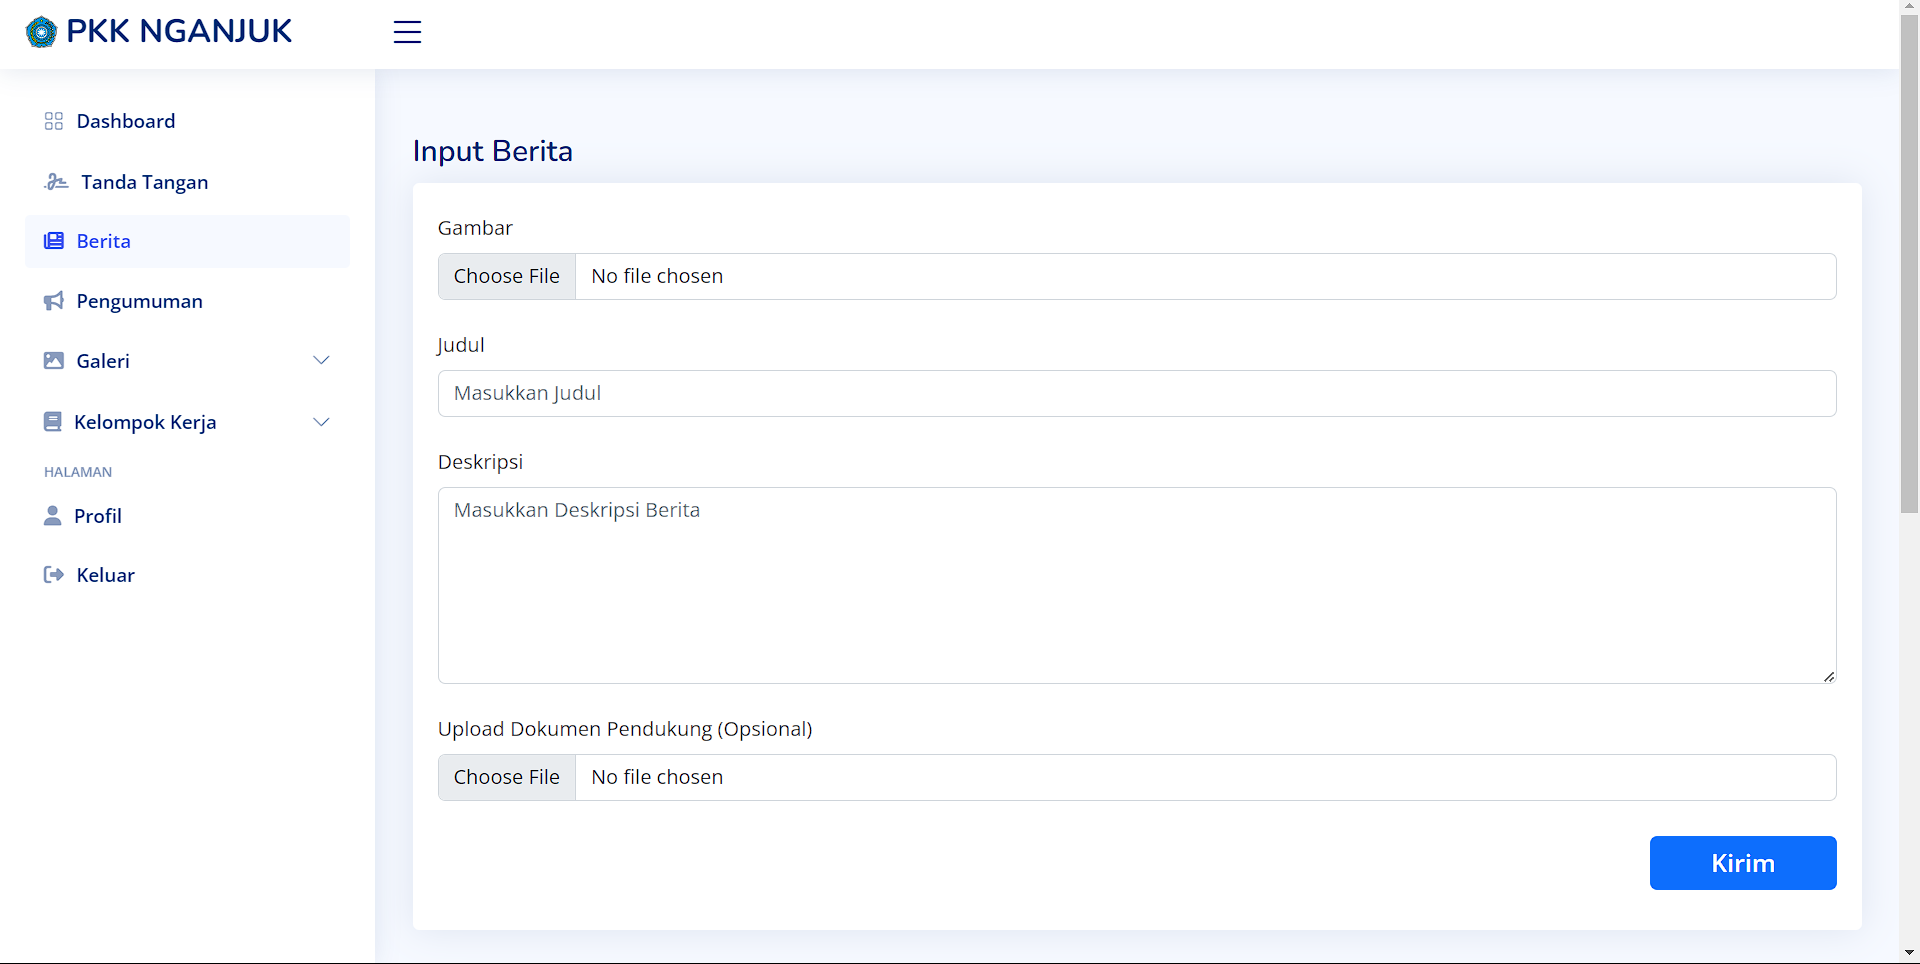 PKK NGANJUK
Dashboard
Tanda Tangan
Berita
Pengumuman
Galeri
Kelompok Kerja
HALAMAN
Profil
Keluar
Input Berita
Gambar
Choose File No file chosen
Judul
Masukkan Judul
Deskripsi
Masukkan Deskripsi Berita
Upload Dokumen Pendukung (Opsional)
Choose File No file chosen
Kirim